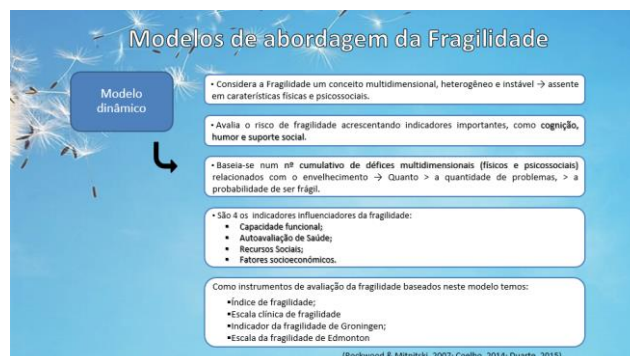 Modelos de abordagem da Fragilidade
Modelo
dinâmico
• Considera a Fragilidade um conceito multidimensional, heterogéneo e instável → assente
em caraterísticas físicas e psicossociais.
• Avalia o risco de fragilidade acrescentando indicadores importantes, como cognição,
humor e suporte social.
• Baseia-se num nº cumulativo de défices multidimensionais (físicos e psicossociais)
relacionados com o envelhecimento → Quanto > a quantidade de problemas, > a
probabilidade de ser frágil.
• São 4 os indicadores influenciadores da fragilidade:
▪ Capacidade funcional;
▪ Autoavaliação de Saúde;
▪ Recursos Sociais;
▪ Fatores socioeconómicos.
Como instrumentos de avaliação da fragilidade baseados neste modelo temos:
▪Índice de fragilidade;
▪Escala clínica de fragilidade
▪Indicador da fragilidade de Groningen;
▪Escala da fragilidade de Edmonton
(Rockwood & Mitnitski, 2007; Coelho, 2014; Duarte, 2015)